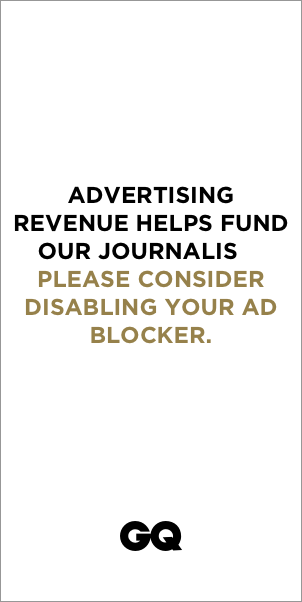 ADVERTISING
REVENUE HELPS FUND
OUR JOURNALIS
PLEASE CONSIDER
DISABLING YOUR AD
BLOCKER.
GQ